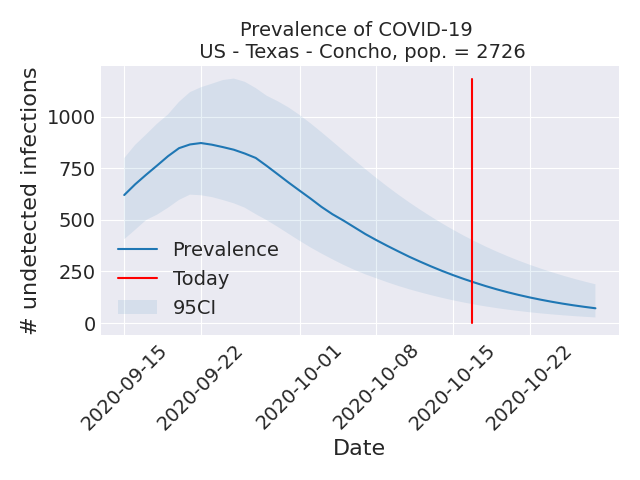 Prevalence of COVID-19
US - Texas - Concho, pop. = 2726
# undetected infections
1000
750
500
250
0
Prevalence
Today
95CI
2020-09-15
2020-09-22
2020-10-01
2020-10-08
2020-10-15
2020-10-22
Date